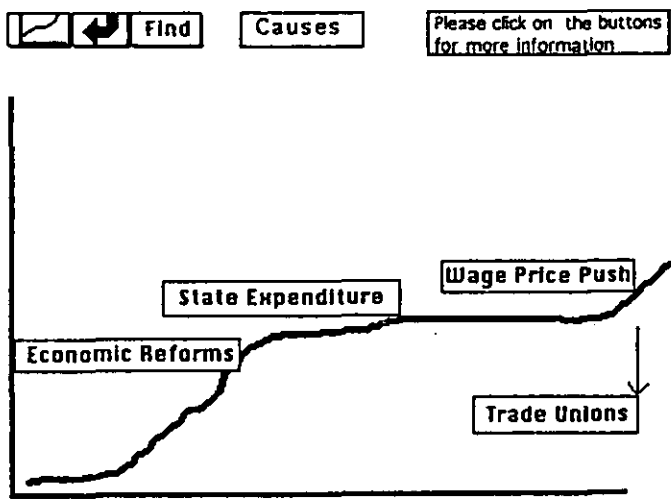 Find
Causes
Please click on the buttons
for more information
Wage Price Push
State Expenditure
Economic Reforms
Trade Unions